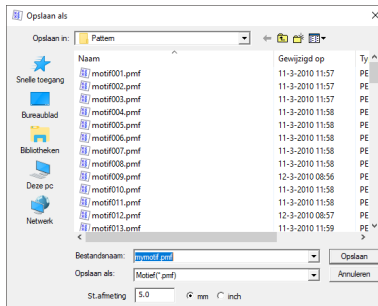 Opslaan als
Opslaan in: Pattern
Naam Gewijzigd op Ty
motif001.pmf 11-3-2010 11:57 PE
motif002.pmf 11-3-2010 11:57 PE
motif003.pmf 11-3-2010 11:57 PE
motif004.pmf 11-3-2010 11:58 PE
motif005.pmf 11-3-2010 11:58 PE
motif006.pmf 11-3-2010 11:58 PE
motif007.pmf 11-3-2010 11:58 PE
motif008.pmf 11-3-2010 11:58 PE
motif009.pmf 12-3-2010 08:56 PE
motif010.pmf 11-3-2010 11:58 PE
motif011.pmf 11-3-2010 11:58 PE
motif012.pmf 12-3-2010 08:57 PE
motif013.pmf 11-3-2010 11:59 PE
Snelle toegang
Bureaublad
Bibliotheken
Deze pc
Netwerk
Bestandsnaam: mymotif.pmf Opslaan
Opslaan als: Motief(*.pmf) Annuleren
St.afmeting 5.0 mm inch